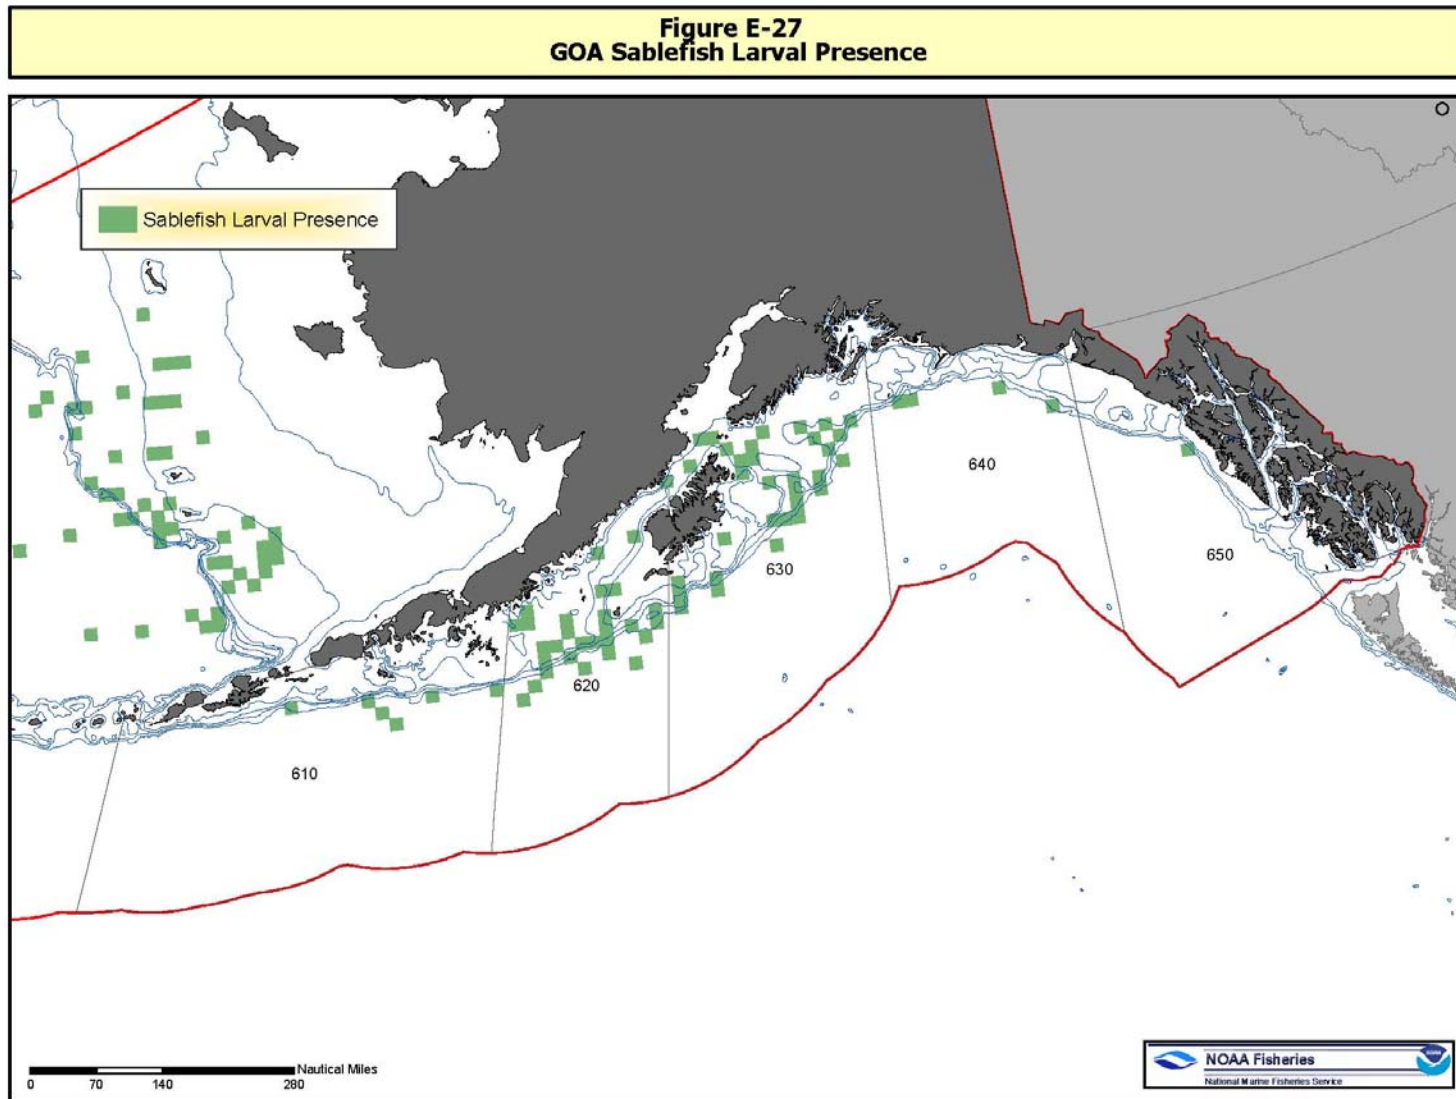 Figure E-27
GOA Sablefish Larval Presence
Sablefish Larval Presence
640
650
630
620
610
Nautical Miles
0 70 140 280
NOAA Fisheries
National Marine Fisheries Service